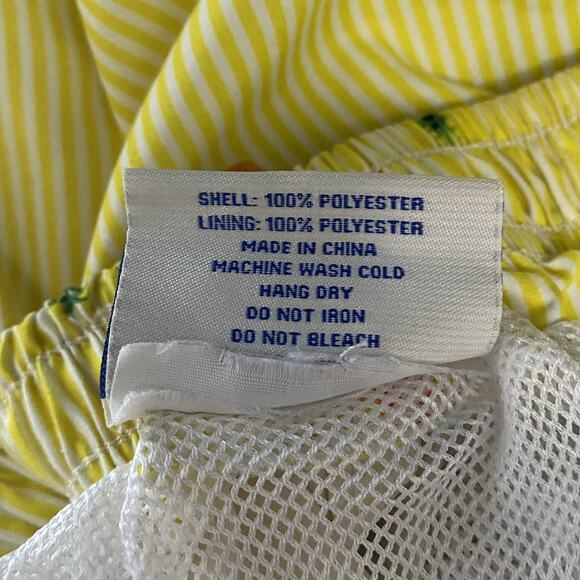 SHELL: 100% POLYESTER
LINING: 100% POLYESTER
MADE IN CHINA
MACHINE WASH COLD
HANG DRY
DO NOT IRON
DO NOT BLEACH